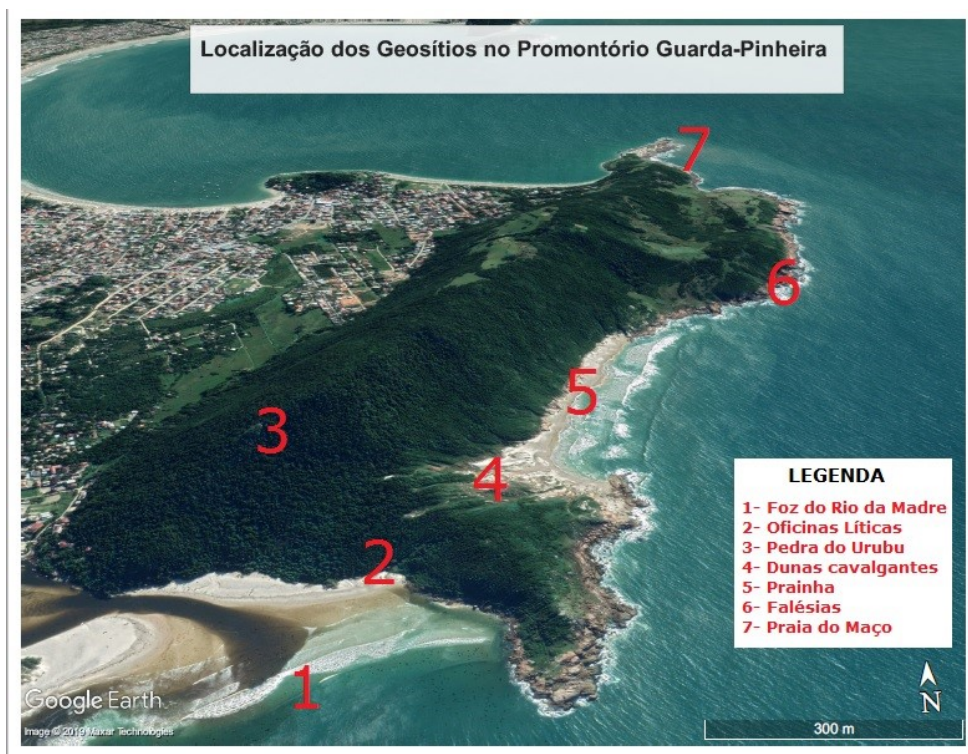 Localização dos Geosítios no Promontório Guarda-Pinheira
7
6
5
3
4
2
1
LEGENDA
1- Foz do Rio da Madre
2- Oficinas Líticas
3- Pedra do Urubu
4- Dunas cavalgantes
5- Prainha
6- Falésias
7- Praia do Maço
N
300 m
Google Earth
Image © 2019 Maxar Technologies